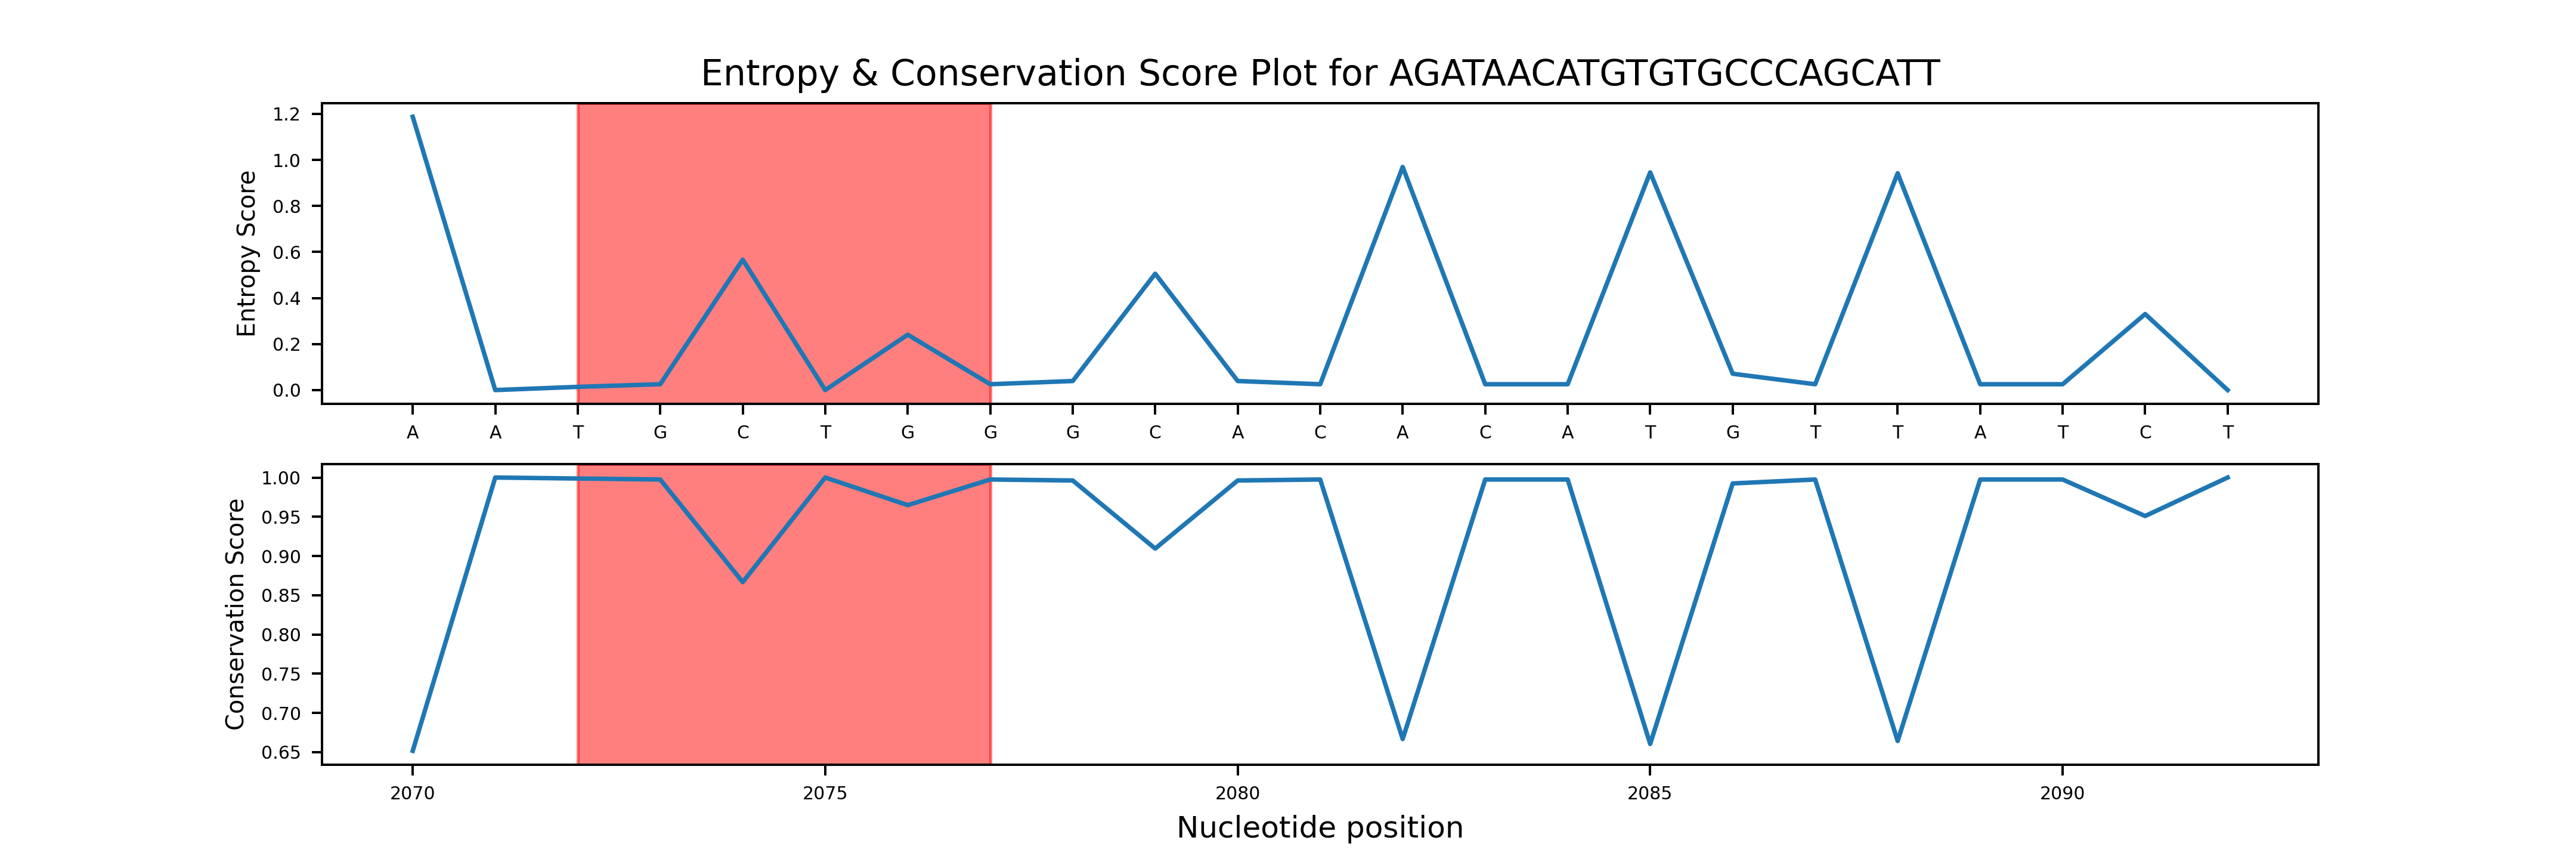 Entropy & Conservation Score Plot for AGATAACATGTGTGCCCAGCATT
Entropy Score
1.2
1.0
0.8
0.6
0.4
0.2
0.0
A A T G C T G G G C A C A C A T G T T A T C T
Conservation Score
1.00
0.95
0.90
0.85
0.80
0.75
0.70
0.65
2070 2075 2080 2085 2090
Nucleotide position